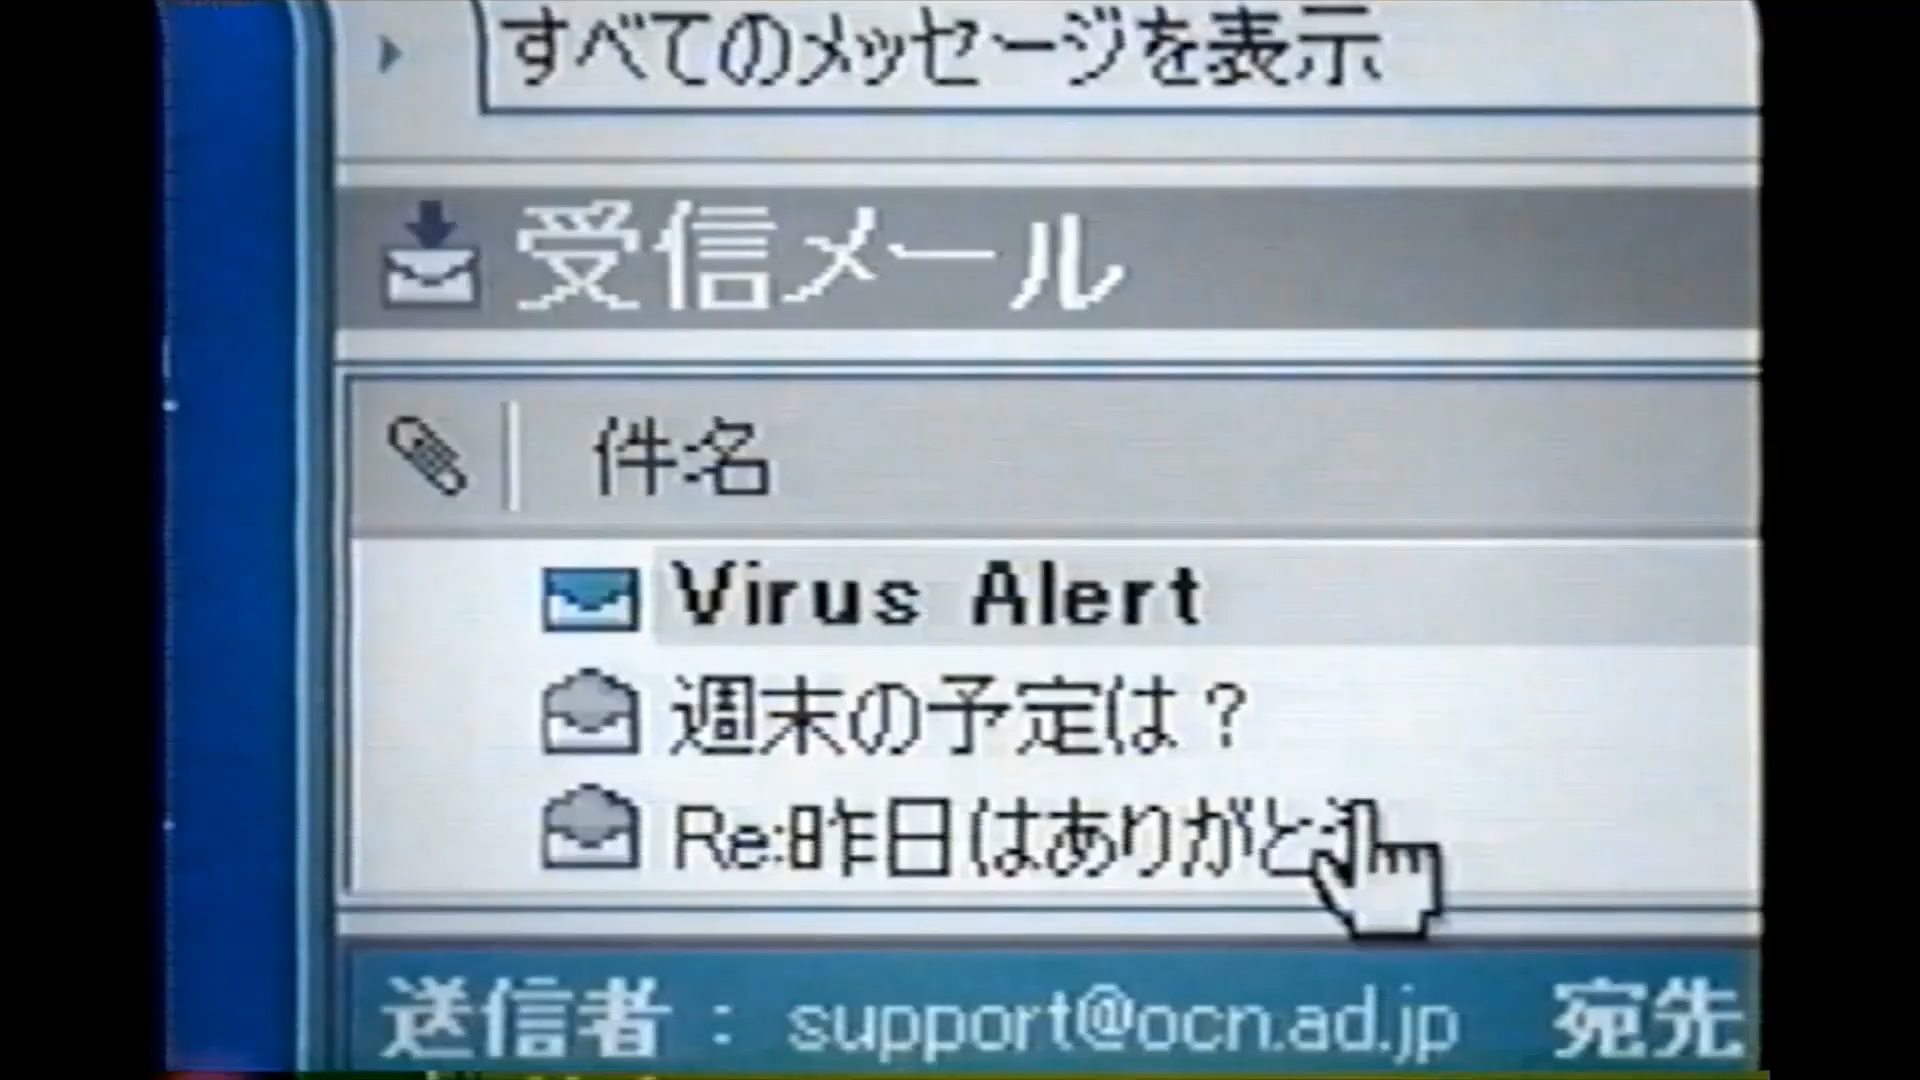 すべてのメッセージを表示
受信メール
件名
Virus Alert
週末の予定は？
Re:昨日はありがと
送信者： support@ocn.ad.jp 宛先